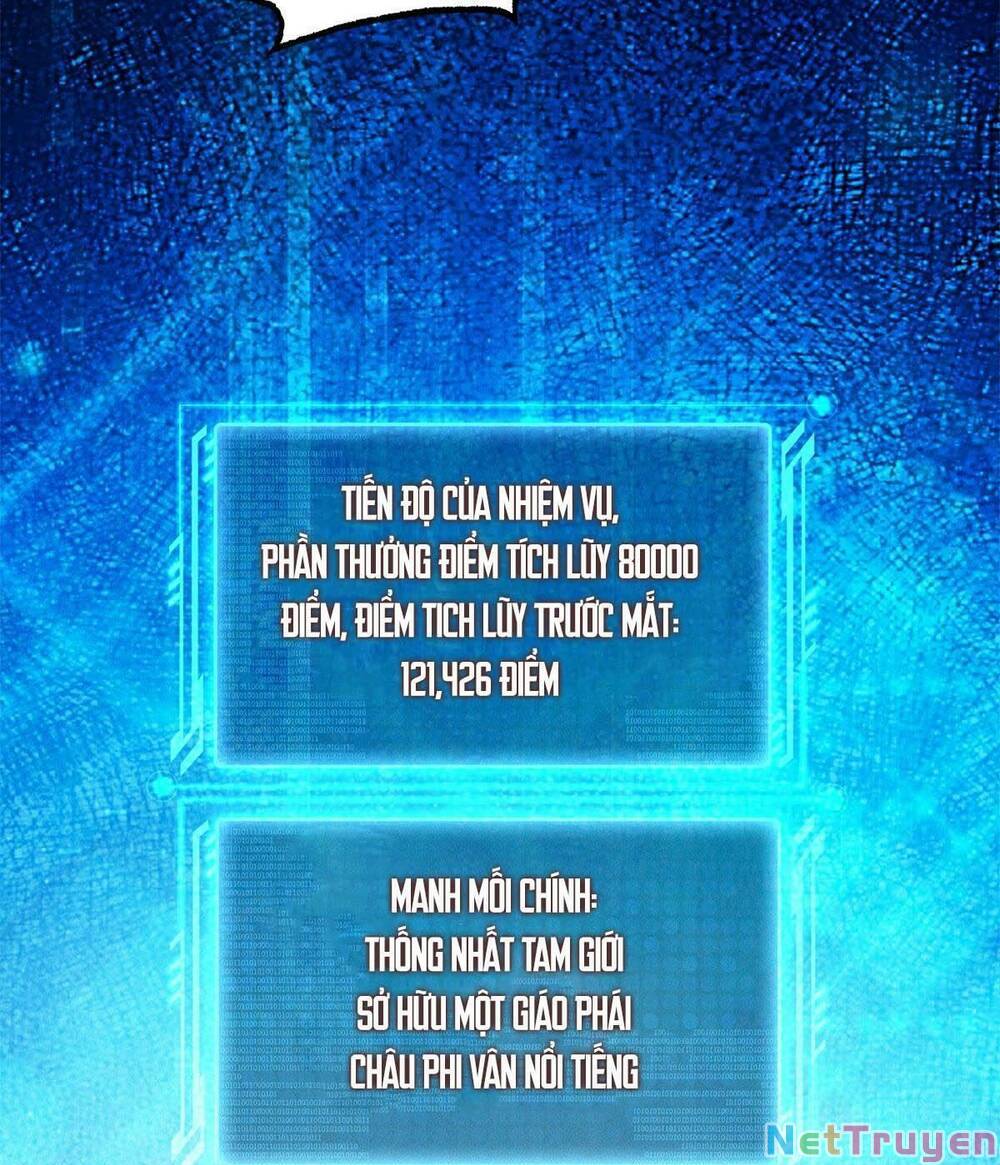 TIẾN ĐỘ CỦA NHIỆM VỤ,
PHẦN THƯỞNG ĐIỂM TÍCH LŨY 80000
ĐIỂM, ĐIỂM TICH LŨY TRƯỚC MẮT:
121,426 ĐIỂM
MANH MỐI CHÍNH:
THỐNG NHẤT TAM GIỚI
SỞ HỮU MỘT GIÁO PHÁI
CHÂU PHI VÂN NỔI TIẾNG
NetTruyen